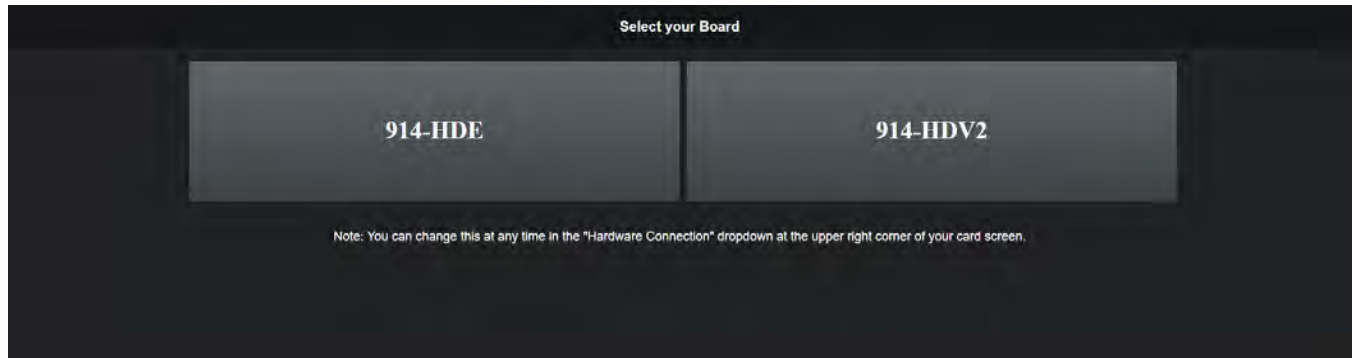 Select your Board
914-HDE
914-HDV2
Note: You can change this at any time in the "Hardware Connection" dropdown at the upper right corner of your card screen.